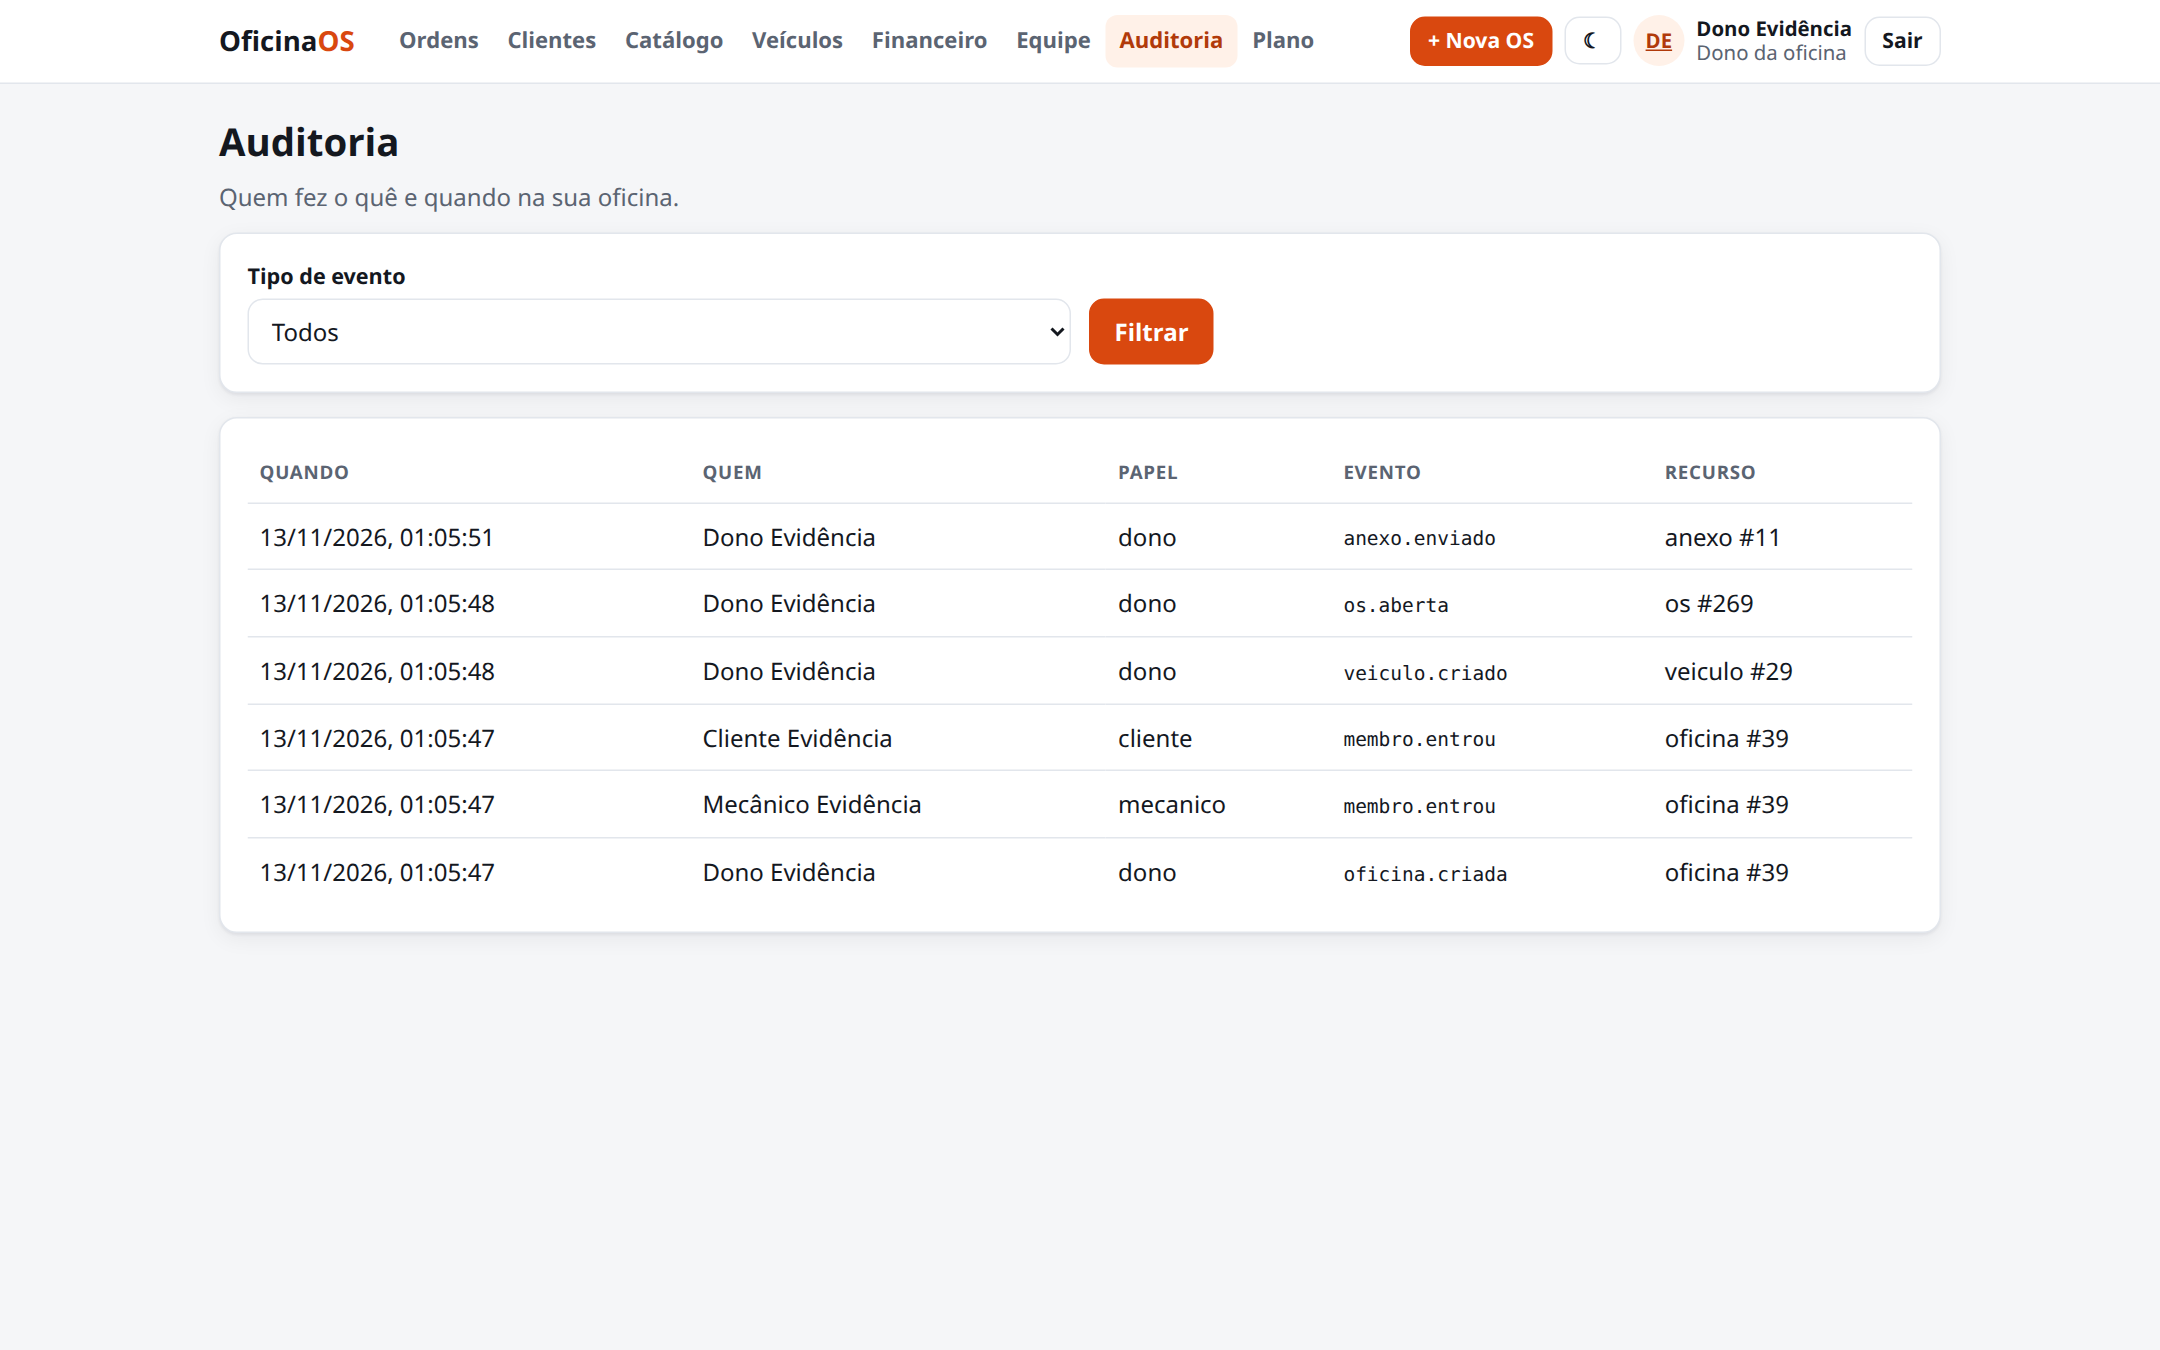 OficinaOS Ordens Clientes Catálogo Veículos Financeiro Equipe Auditoria Plano + Nova OS DE Dono Evidência Sair
Dono da oficina
Auditoria
Quem fez o quê e quando na sua oficina.
Tipo de evento
Todos Filtrar
QUANDO QUEM PAPEL EVENTO RECURSO
13/11/2026, 01:05:51 Dono Evidência dono anexo.enviado anexo #11
13/11/2026, 01:05:48 Dono Evidência dono os.aberta os #269
13/11/2026, 01:05:48 Dono Evidência dono veiculo.criado veiculo #29
13/11/2026, 01:05:47 Cliente Evidência cliente membro.entrou oficina #39
13/11/2026, 01:05:47 Mecânico Evidência mecanico membro.entrou oficina #39
13/11/2026, 01:05:47 Dono Evidência dono oficina.criada oficina #39